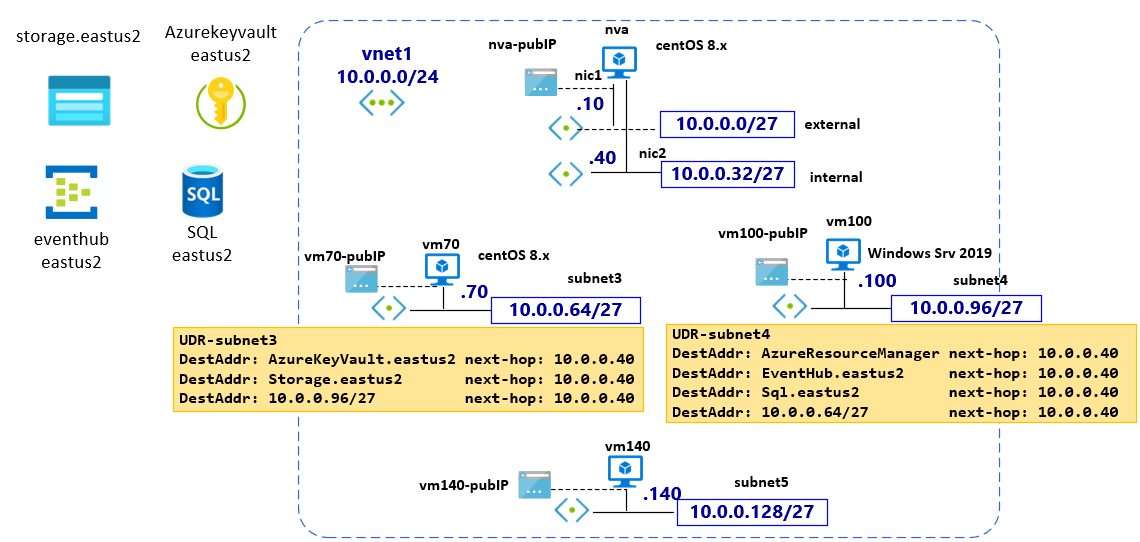 storage.eastus2
Azurekeyvault
eastus2
eventhub
eastus2
SQL
SQL
eastus2
vnet1
10.0.0.0/24
nva
nva-pubIP
centOS 8.x
nic1
.10
10.0.0.0/27
external
.40
nic2
10.0.0.32/27
internal
vm70-pubIP
vm70
centOS 8.x
.70
subnet3
10.0.0.64/27
UDR-subnet3
DestAddr: AzureKeyVault.eastus2 next-hop: 10.0.0.40
DestAddr: Storage.eastus2 next-hop: 10.0.0.40
DestAddr: 10.0.0.96/27 next-hop: 10.0.0.40
vm100-pubIP
vm100
Windows Srv 2019
.100
subnet4
10.0.0.96/27
UDR-subnet4
DestAddr: AzureResourceManager next-hop: 10.0.0.40
DestAddr: EventHub.eastus2 next-hop: 10.0.0.40
DestAddr: Sql.eastus2 next-hop: 10.0.0.40
DestAddr: 10.0.0.64/27 next-hop: 10.0.0.40
vm140
vm140-pubIP
.140
subnet5
10.0.0.128/27